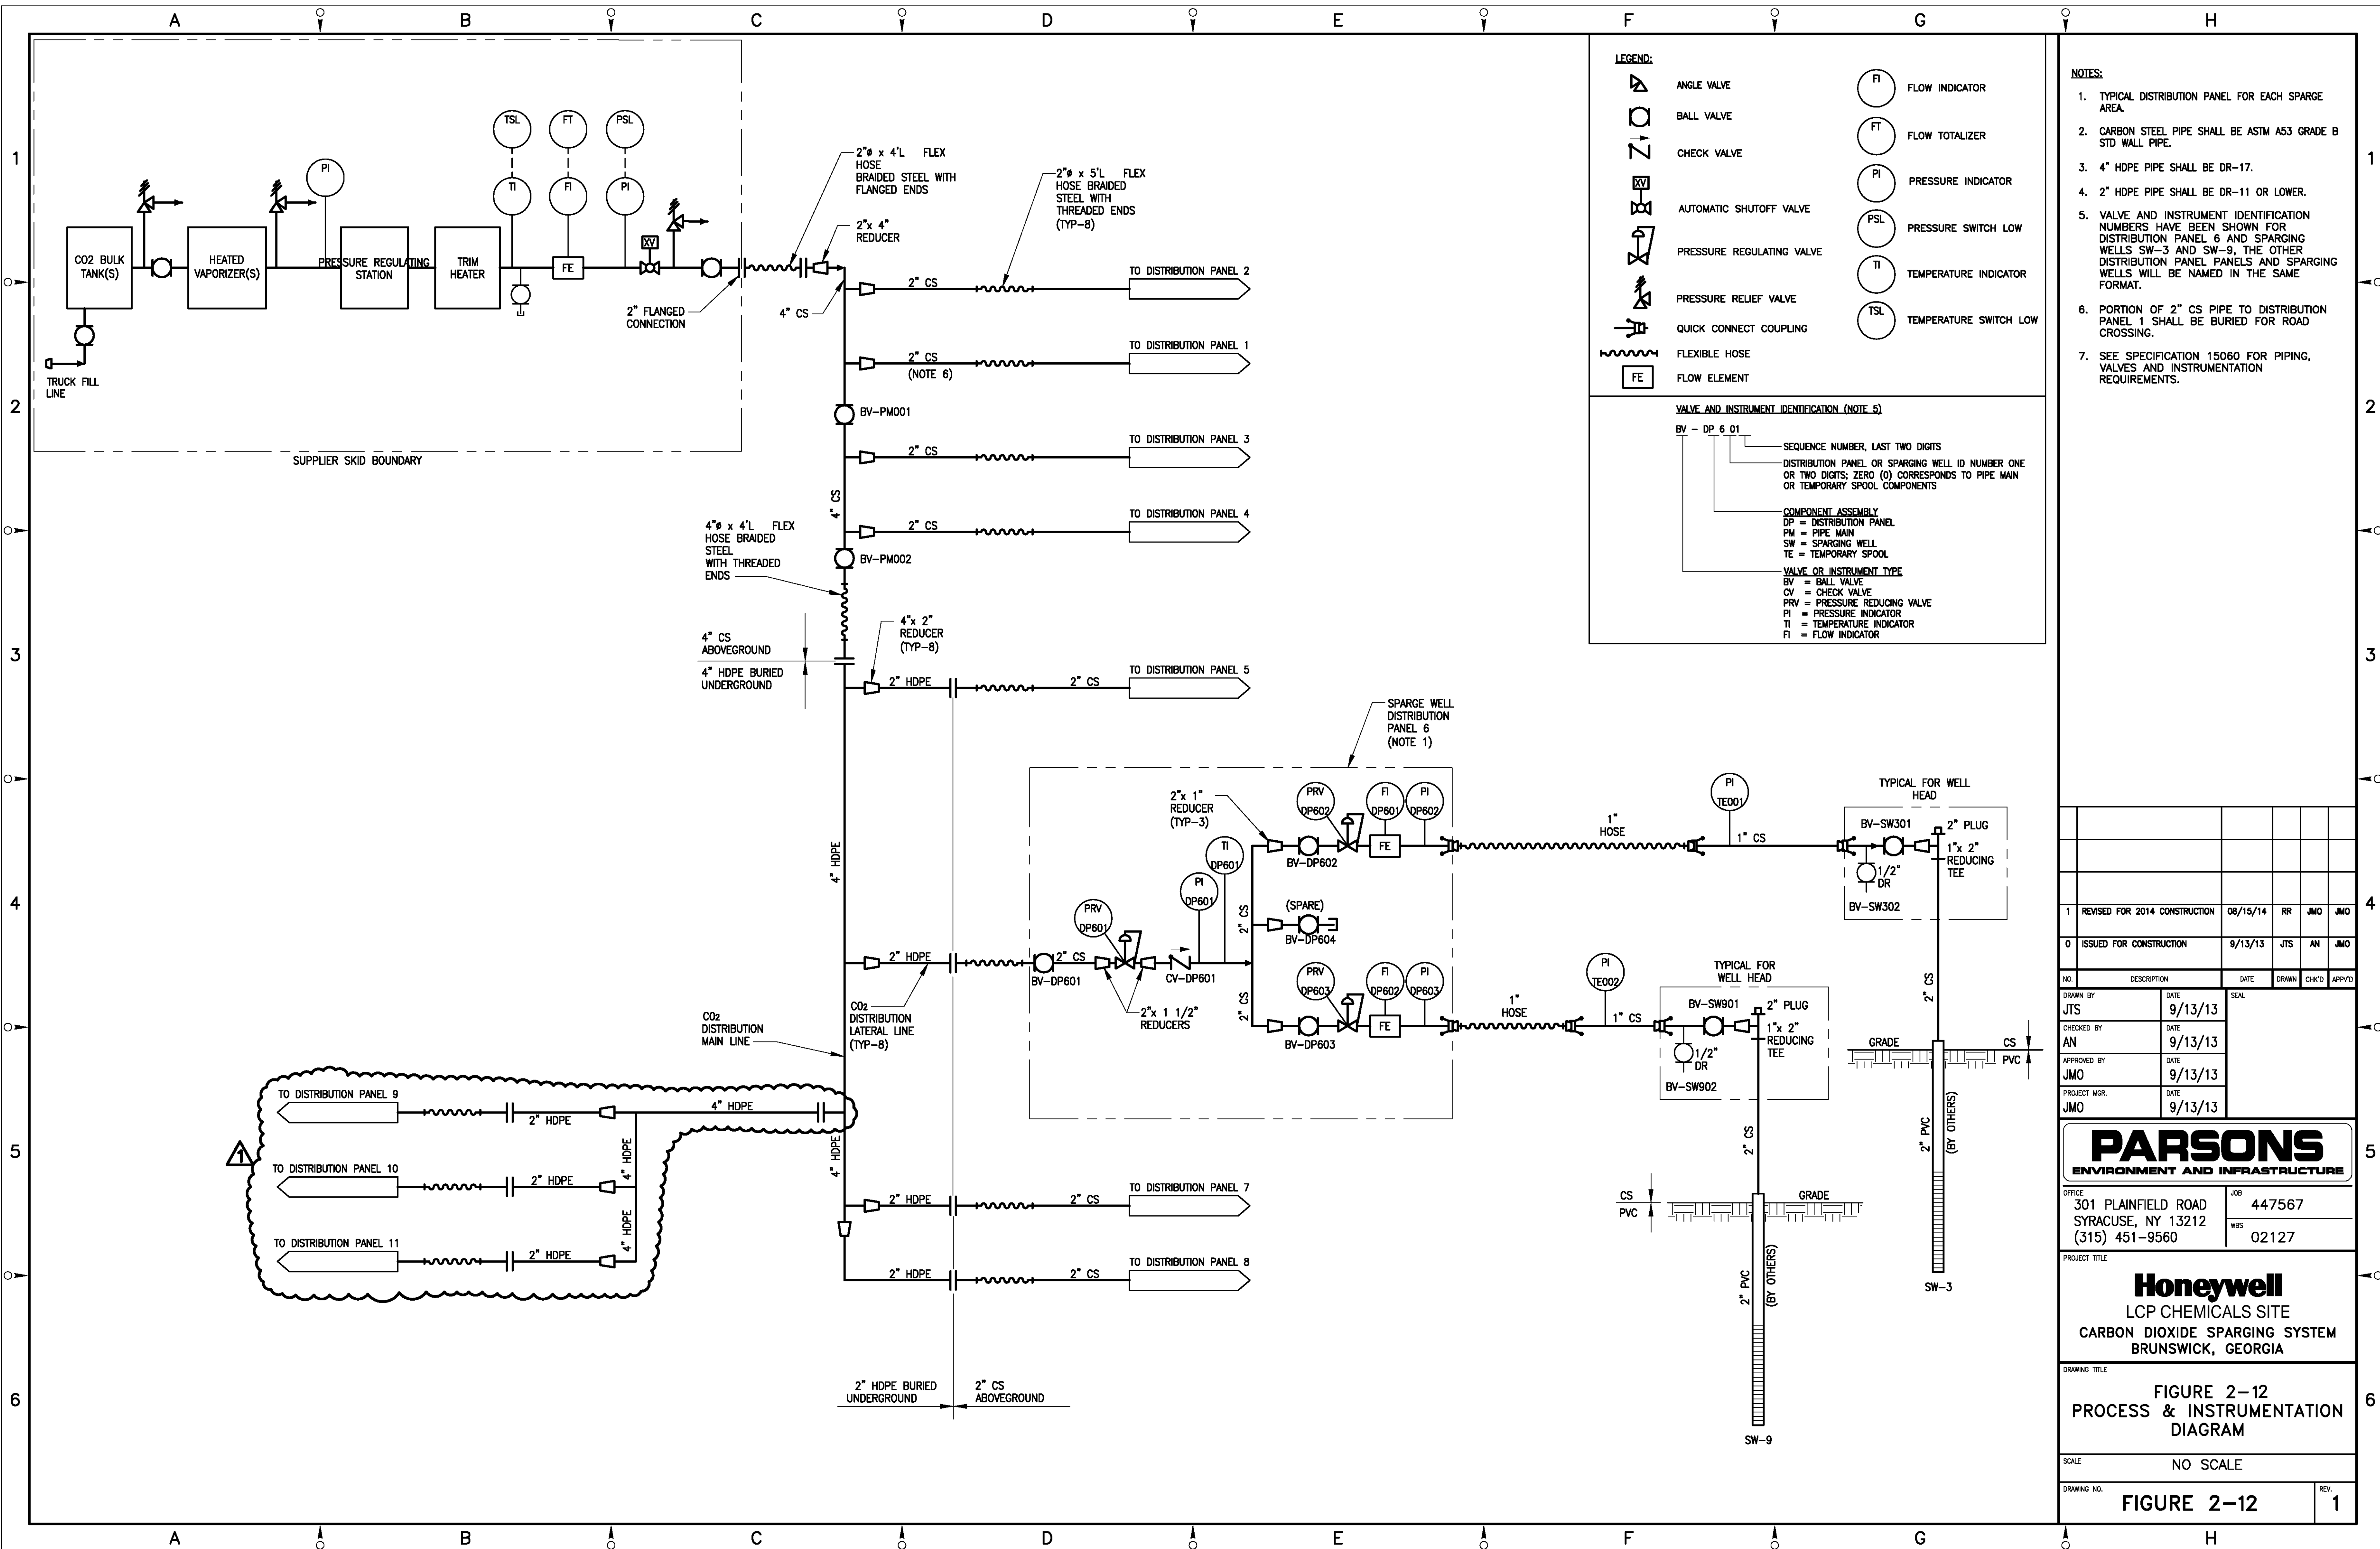 A B C D E F G H
1
2
3
4
5
6
TSL
FT
PSL
PI
TI
FI
PI
CO2 BULK
TANK(S)
HEATED
VAPORIZER(S)
PRESSURE REGULATING
STATION
TRIM
HEATER
FE
XV
TRUCK FILL
LINE
SUPPLIER SKID BOUNDARY
2"ø x 4'L FLEX
HOSE
BRAIDED STEEL WITH
FLANGED ENDS
2"x 4"
REDUCER
2" FLANGED
CONNECTION
4" CS
2"ø x 5'L FLEX
HOSE BRAIDED
STEEL WITH
THREADED ENDS
(TYP-8)
2" CS
TO DISTRIBUTION PANEL 2
2" CS
(NOTE 6)
TO DISTRIBUTION PANEL 1
BV-PM001
2" CS
TO DISTRIBUTION PANEL 3
4" CS
2" CS
TO DISTRIBUTION PANEL 4
BV-PM002
4"ø x 4'L FLEX
HOSE BRAIDED
STEEL
WITH THREADED
ENDS
4" CS
ABOVEGROUND
4" HDPE BURIED
UNDERGROUND
4"x 2"
REDUCER
(TYP-8)
2" HDPE
2" CS
TO DISTRIBUTION PANEL 5
SPARGE WELL
DISTRIBUTION
PANEL 6
(NOTE 1)
4" HDPE
2" HDPE
CO2
DISTRIBUTION
LATERAL LINE
(TYP-8)
CO2
DISTRIBUTION
MAIN LINE
BV-DP601
2" CS
PRV
DP601
2"x 1 1/2"
REDUCERS
CV-DP601
PI
DP601
TI
DP601
2"x 1"
REDUCER
(TYP-3)
2" CS
2" CS
BV-DP602
PRV
DP602
FI
DP601
PI
DP602
FE
(SPARE)
BV-DP604
BV-DP603
PRV
DP603
FI
DP602
PI
DP603
FE
1"
HOSE
PI
TE001
1" CS
TYPICAL FOR WELL
HEAD
BV-SW301
2" PLUG
1"x 2"
REDUCING
TEE
1/2"
DR
BV-SW302
2" CS
GRADE
CS
PVC
2" PVC
(BY OTHERS)
SW-3
1"
HOSE
PI
TE002
1" CS
TYPICAL FOR
WELL HEAD
BV-SW901
2" PLUG
1"x 2"
REDUCING
TEE
1/2"
DR
BV-SW902
2" CS
CS
PVC
GRADE
2" PVC
(BY OTHERS)
SW-9
TO DISTRIBUTION PANEL 9
2" HDPE
4" HDPE
4" HDPE
1
TO DISTRIBUTION PANEL 10
2" HDPE
4" HDPE
TO DISTRIBUTION PANEL 11
2" HDPE
4" HDPE
2" HDPE
2" CS
TO DISTRIBUTION PANEL 7
2" HDPE
2" CS
TO DISTRIBUTION PANEL 8
2" HDPE BURIED
UNDERGROUND
2" CS
ABOVEGROUND
LEGEND:
ANGLE VALVE
BALL VALVE
CHECK VALVE
XV
AUTOMATIC SHUTOFF VALVE
PRESSURE REGULATING VALVE
PRESSURE RELIEF VALVE
QUICK CONNECT COUPLING
FLEXIBLE HOSE
FE FLOW ELEMENT
FI FLOW INDICATOR
FT FLOW TOTALIZER
PI PRESSURE INDICATOR
PSL PRESSURE SWITCH LOW
TI TEMPERATURE INDICATOR
TSL TEMPERATURE SWITCH LOW
VALVE AND INSTRUMENT IDENTIFICATION (NOTE 5)
BV - DP 6 01
SEQUENCE NUMBER, LAST TWO DIGITS
DISTRIBUTION PANEL OR SPARGING WELL ID NUMBER ONE
OR TWO DIGITS; ZERO (0) CORRESPONDS TO PIPE MAIN
OR TEMPORARY SPOOL COMPONENTS
COMPONENT ASSEMBLY
DP = DISTRIBUTION PANEL
PM = PIPE MAIN
SW = SPARGING WELL
TE = TEMPORARY SPOOL
VALVE OR INSTRUMENT TYPE
BV = BALL VALVE
CV = CHECK VALVE
PRV = PRESSURE REDUCING VALVE
PI = PRESSURE INDICATOR
TI = TEMPERATURE INDICATOR
FI = FLOW INDICATOR
NOTES:
1. TYPICAL DISTRIBUTION PANEL FOR EACH SPARGE
AREA.
2. CARBON STEEL PIPE SHALL BE ASTM A53 GRADE B
STD WALL PIPE.
3. 4" HDPE PIPE SHALL BE DR-17.
4. 2" HDPE PIPE SHALL BE DR-11 OR LOWER.
5. VALVE AND INSTRUMENT IDENTIFICATION
NUMBERS HAVE BEEN SHOWN FOR
DISTRIBUTION PANEL 6 AND SPARGING
WELLS SW-3 AND SW-9, THE OTHER
DISTRIBUTION PANEL PANELS AND SPARGING
WELLS WILL BE NAMED IN THE SAME
FORMAT.
6. PORTION OF 2" CS PIPE TO DISTRIBUTION
PANEL 1 SHALL BE BURIED FOR ROAD
CROSSING.
7. SEE SPECIFICATION 15060 FOR PIPING,
VALVES AND INSTRUMENTATION
REQUIREMENTS.
1 REVISED FOR 2014 CONSTRUCTION 08/15/14 RR JMO JMO
0 ISSUED FOR CONSTRUCTION 9/13/13 JTS AN JMO
NO. DESCRIPTION DATE DRAWN CHK'D APPV'D
DRAWN BY DATE SEAL
JTS 9/13/13
CHECKED BY DATE
AN 9/13/13
APPROVED BY DATE
JMO 9/13/13
PROJECT MGR. DATE
JMO 9/13/13
PARSONS
ENVIRONMENT AND INFRASTRUCTURE
OFFICE
301 PLAINFIELD ROAD
SYRACUSE, NY 13212
(315) 451-9560
JOB
447567
WBS
02127
PROJECT TITLE
Honeywell
LCP CHEMICALS SITE
CARBON DIOXIDE SPARGING SYSTEM
BRUNSWICK, GEORGIA
DRAWING TITLE
FIGURE 2-12
PROCESS & INSTRUMENTATION
DIAGRAM
SCALE
NO SCALE
DRAWING NO.
FIGURE 2-12
REV.
1
1
2
3
4
5
6
A B C D E F G H